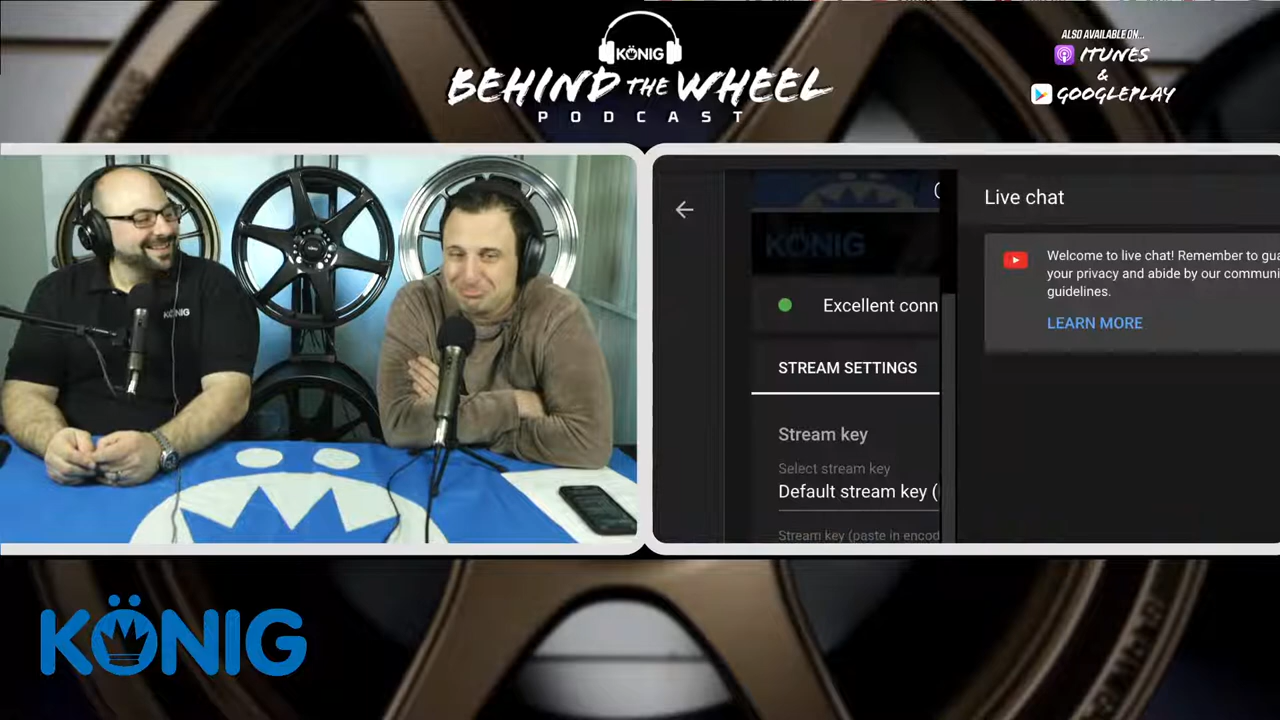 KÖNIG
BEHIND THE WHEEL
PODCAST
ALSO AVAILABLE ON...
ITUNES
&
GOOGLEPLAY
KÖNIG
KÖNIG
Excellent conn
STREAM SETTINGS
Stream key
Select stream key
Default stream key (
Stream key (paste in encod
Live chat
Welcome to live chat! Remember to gua
your privacy and abide by our communi
guidelines.
LEARN MORE
KÖNIG